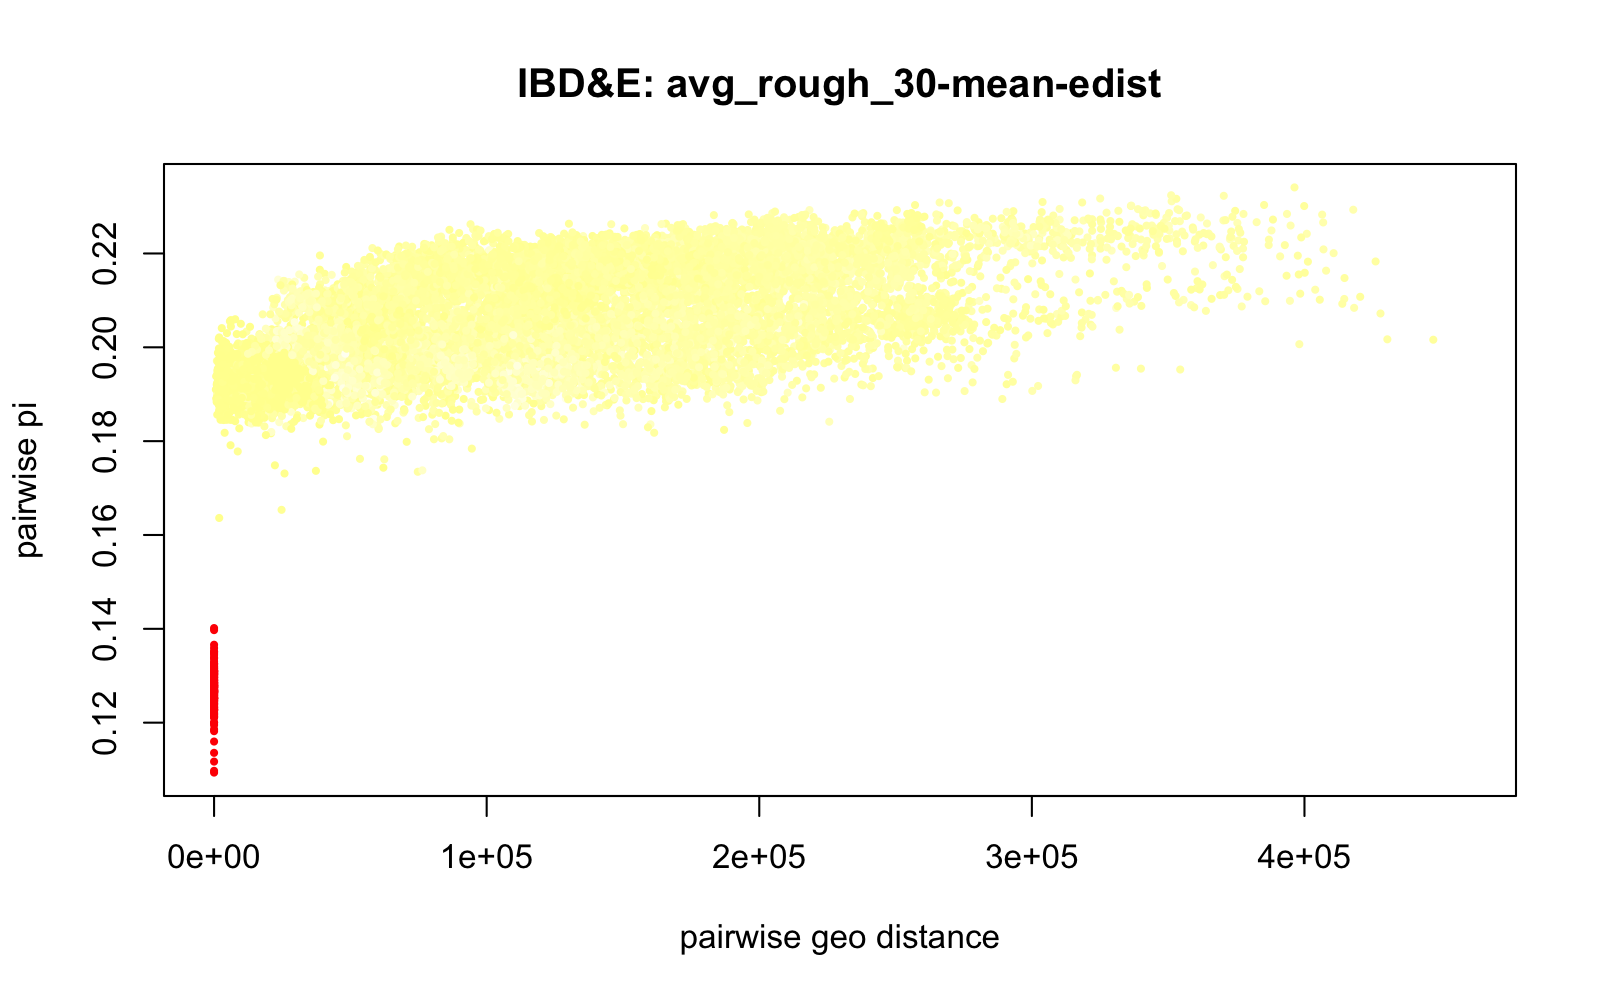 IBD&E: avg_rough_30-mean-edist
pairwise pi
0.22
0.20
0.18
0.16
0.14
0.12
0e+00 1e+05 2e+05 3e+05 4e+05
pairwise geo distance